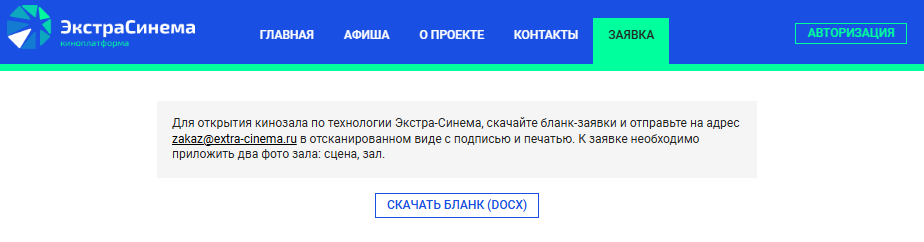 ЭкстраСинема
киноплатформа
ГЛАВНАЯ АФИША О ПРОЕКТЕ КОНТАКТЫ ЗАЯВКА АВТОРИЗАЦИЯ
Для открытия кинозала по технологии Экстра-Синема, скачайте бланк-заявки и отправьте на адрес
zakaz@extra-cinema.ru в отсканированном виде с подписью и печатью. К заявке необходимо
приложить два фото зала: сцена, зал.
СКАЧАТЬ БЛАНК (DOCX)